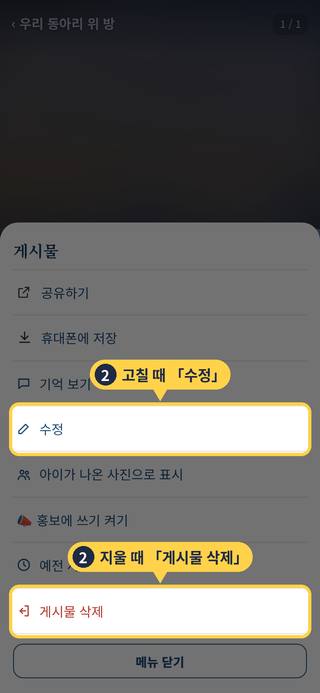 ‹ 우리 동아리 위 방
1 / 1
게시물
공유하기
휴대폰에 저장
기억 보기
2 고칠 때 「수정」
수정
아이가 나온 사진으로 표시
홍보에 쓰기 켜기
예전
2 지울 때 「게시물 삭제」
게시물 삭제
메뉴 닫기